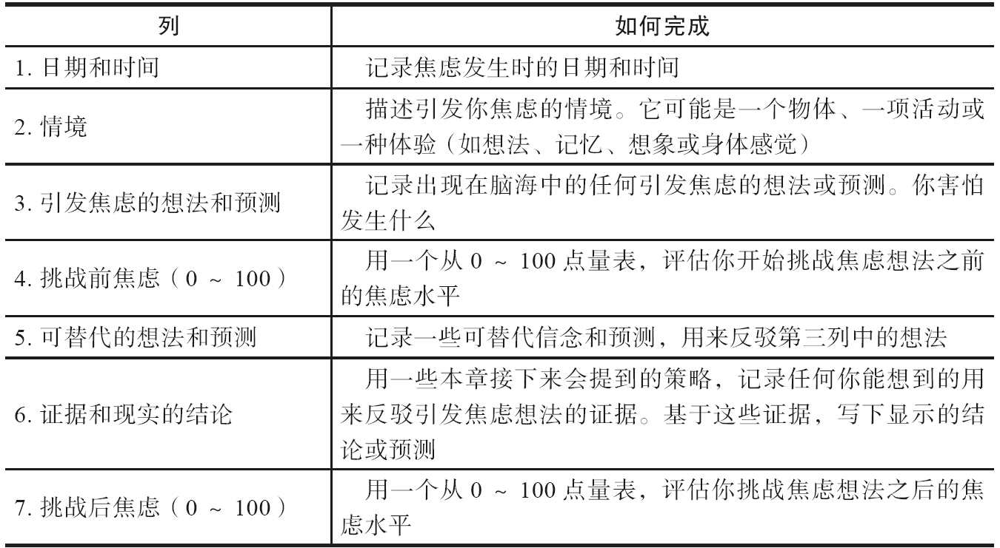 列 如何完成
1. 日期和时间 记录焦虑发生时的日期和时间
2. 情境
描述引发你焦虑的情境。它可能是一个物体、一项活动或
一种体验（如想法、记忆、想象或身体感觉）
3. 引发焦虑的想法和预测
记录出现在脑海中的任何引发焦虑的想法或预测。你害怕
发生什么
4. 挑战前焦虑（0 ~ 100）
用一个从 0 ~ 100 点量表，评估你开始挑战焦虑想法之前
的焦虑水平
5. 可替代的想法和预测 记录一些可替代信念和预测，用来反驳第三列中的想法
6. 证据和现实的结论
用一些本章接下来会提到的策略，记录任何你能想到的用
来反驳引发焦虑想法的证据。基于这些证据，写下显示的结
论或预测
7. 挑战后焦虑（0 ~ 100）
用一个从 0 ~ 100 点量表，评估你挑战焦虑想法之后的焦
虑水平